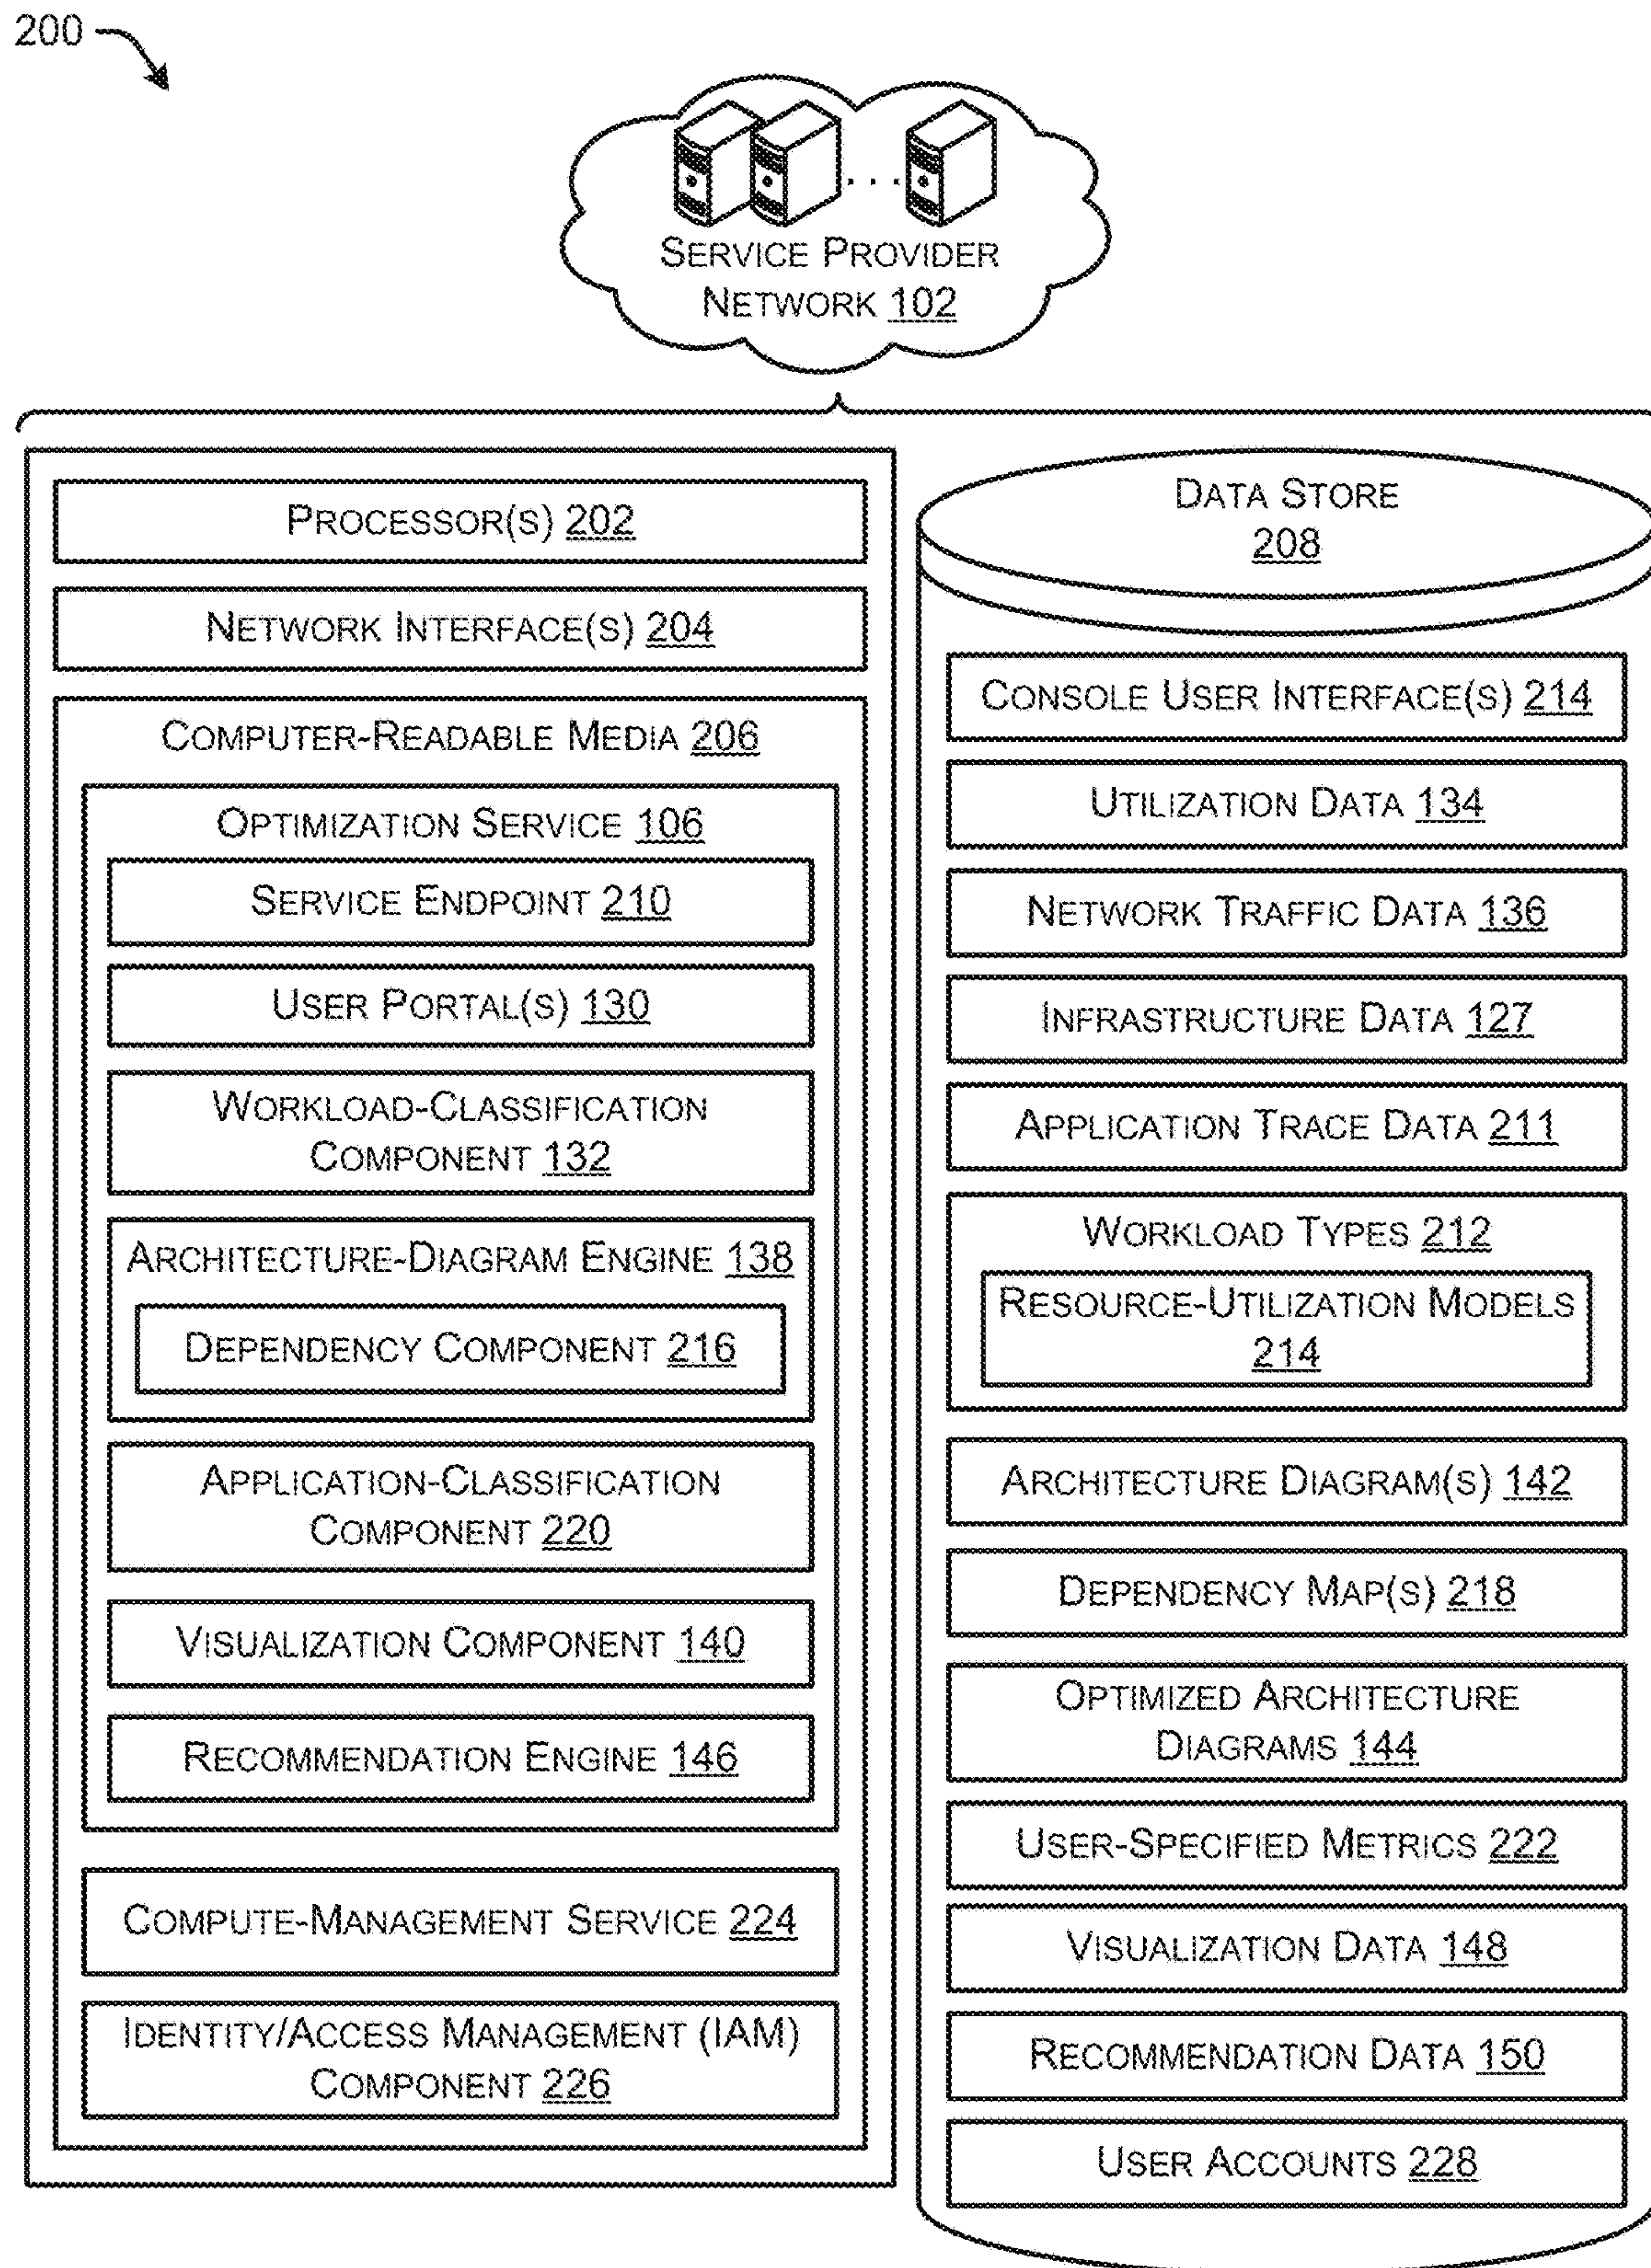 200
SERVICE PROVIDER
NETWORK 102
PROCESSOR(S) 202
NETWORK INTERFACE(S) 204
COMPUTER-READABLE MEDIA 206
OPTIMIZATION SERVICE 106
SERVICE ENDPOINT 210
USER PORTAL(S) 130
WORKLOAD-CLASSIFICATION
COMPONENT 132
ARCHITECTURE-DIAGRAM ENGINE 138
DEPENDENCY COMPONENT 216
APPLICATION-CLASSIFICATION
COMPONENT 220
VISUALIZATION COMPONENT 140
RECOMMENDATION ENGINE 146
COMPUTE-MANAGEMENT SERVICE 224
IDENTITY/ACCESS MANAGEMENT (IAM)
COMPONENT 226
DATA STORE
208
CONSOLE USER INTERFACE(S) 214
UTILIZATION DATA 134
NETWORK TRAFFIC DATA 136
INFRASTRUCTURE DATA 127
APPLICATION TRACE DATA 211
WORKLOAD TYPES 212
RESOURCE-UTILIZATION MODELS
214
ARCHITECTURE DIAGRAM(S) 142
DEPENDENCY MAP(S) 218
OPTIMIZED ARCHITECTURE
DIAGRAMS 144
USER-SPECIFIED METRICS 222
VISUALIZATION DATA 148
RECOMMENDATION DATA 150
USER ACCOUNTS 228